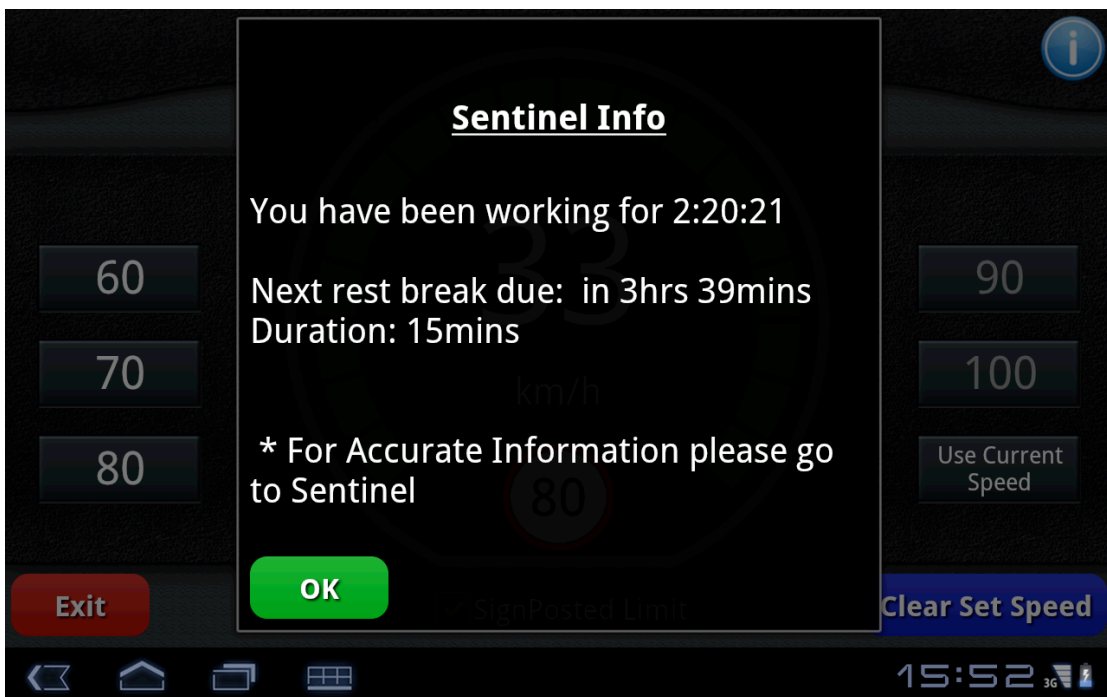 Sentinel Info
You have been working for 2:20:21
Next rest break due:  in 3hrs 39mins
Duration: 15mins
* For Accurate Information please go
to Sentinel
OK
33
km/h
80
SignPosted Limit
60
70
80
90
100
Use Current
Speed
Exit
Clear Set Speed
15:52
3G
i